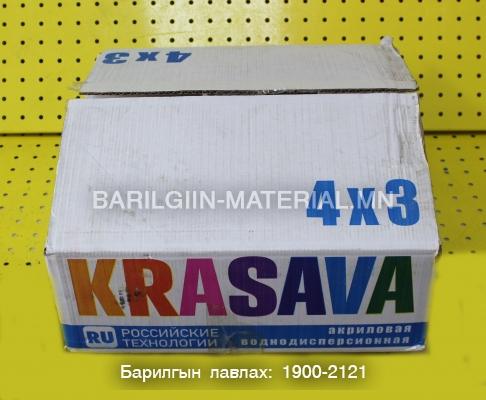 4x3
BARILGIIN-MATERIAL.MN
4x3
KRASAVA
RU РОССИЙСКИЕ
ТЕХНОЛОГИИ
акриловая
воднодисперсионная
Барилгын лавлах: 1900-2121